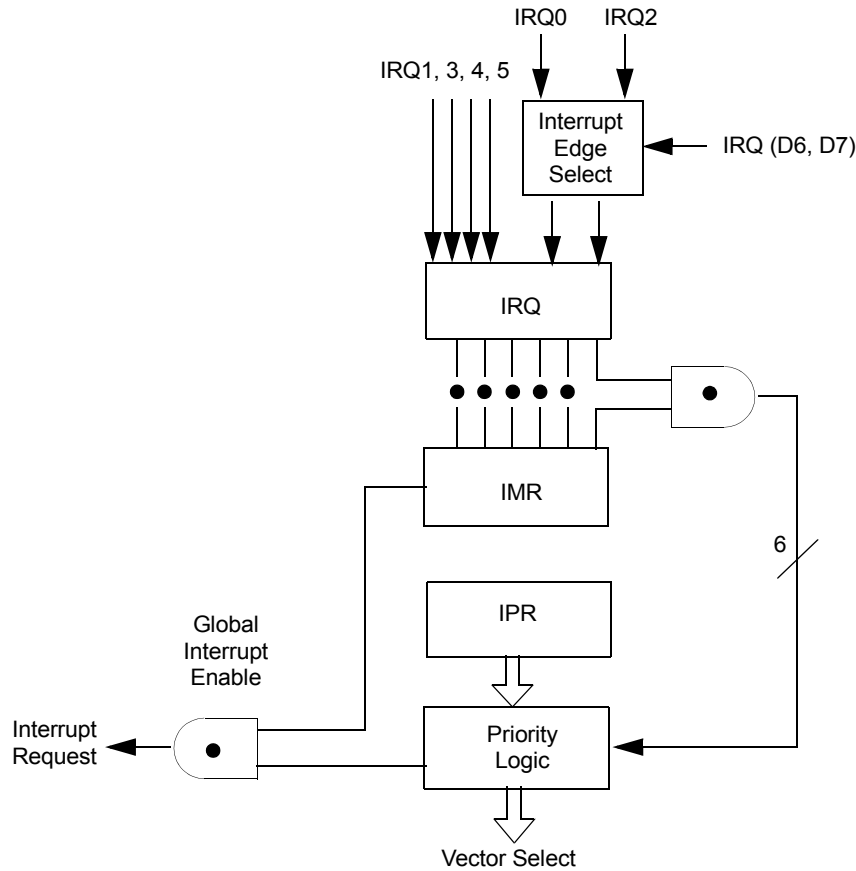 IRQ0
IRQ2
IRQ1, 3, 4, 5
Interrupt
Edge
Select
IRQ (D6, D7)
IRQ
IMR
6
IPR
Global
Interrupt
Enable
Interrupt
Request
Priority
Logic
Vector Select